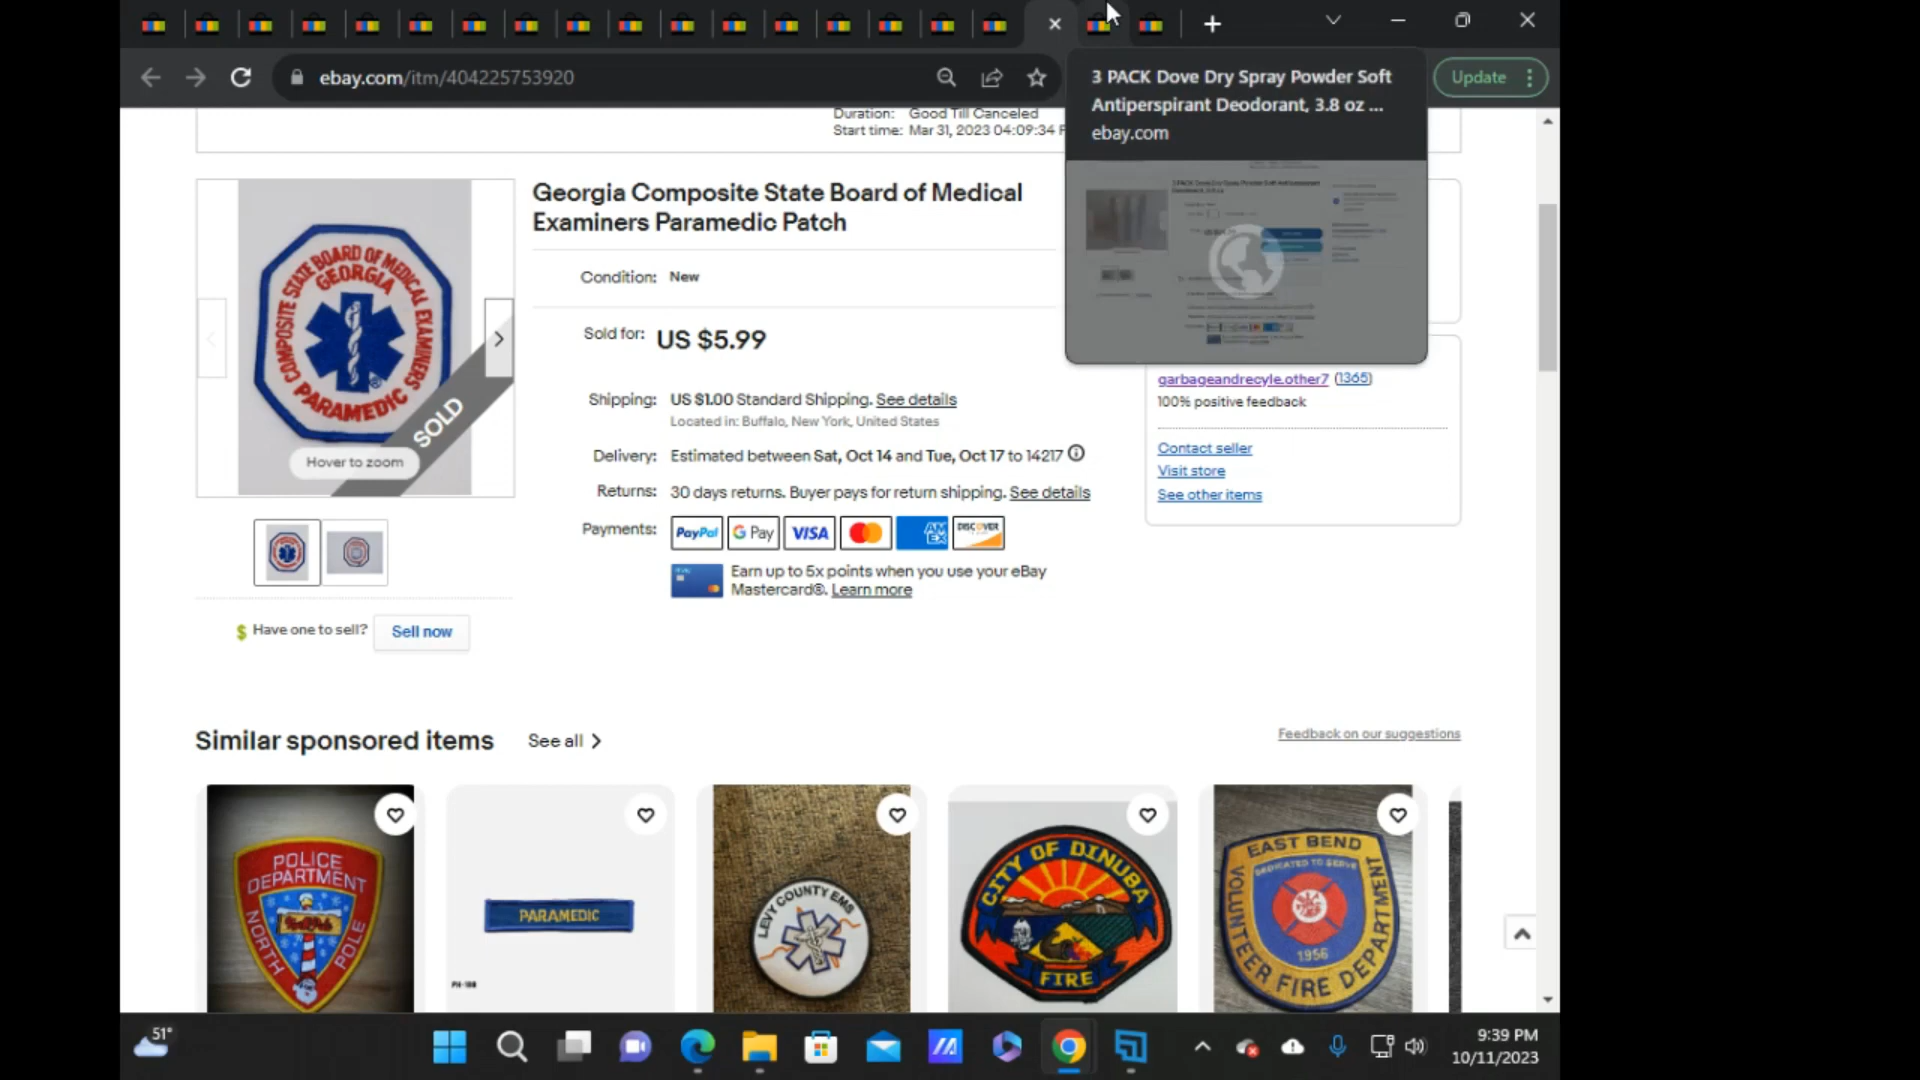 ebay.com/itm/404225753920
Update
3 PACK Dove Dry Spray Powder Soft
Antiperspirant Deodorant, 3.8 oz ...
ebay.com
Duration: Good Till Canceled
Start time: Mar 31, 2023 04:09:34 P
Georgia Composite State Board of Medical
Examiners Paramedic Patch
COMPOSITE STATE BOARD OF MEDICAL EXAMINERS
GEORGIA
PARAMEDIC
SOLD
Hover to zoom
Condition: New
Sold for: US $5.99
Shipping: US $1.00 Standard Shipping. See details
Located in: Buffalo, New York, United States
Delivery: Estimated between Sat, Oct 14 and Tue, Oct 17 to 14217
Returns: 30 days returns. Buyer pays for return shipping. See details
Payments: PayPal G Pay VISA AM EX DISCOVER
Earn up to 5x points when you use your eBay
Mastercard®. Learn more
garbageandrecyle.other7 (1365)
100% positive feedback
Contact seller
Visit store
See other items
$ Have one to sell? Sell now
Similar sponsored items See all
Feedback on our suggestions
POLICE
DEPARTMENT
NORTH POLE
PARAMEDIC
LEVY COUNTY EMS
CITY OF DINUBA
FIRE
EAST BEND
DEDICATED TO SERVE
VOLUNTEER FIRE DEPARTMENT
1956
51°
9:39 PM
10/11/2023